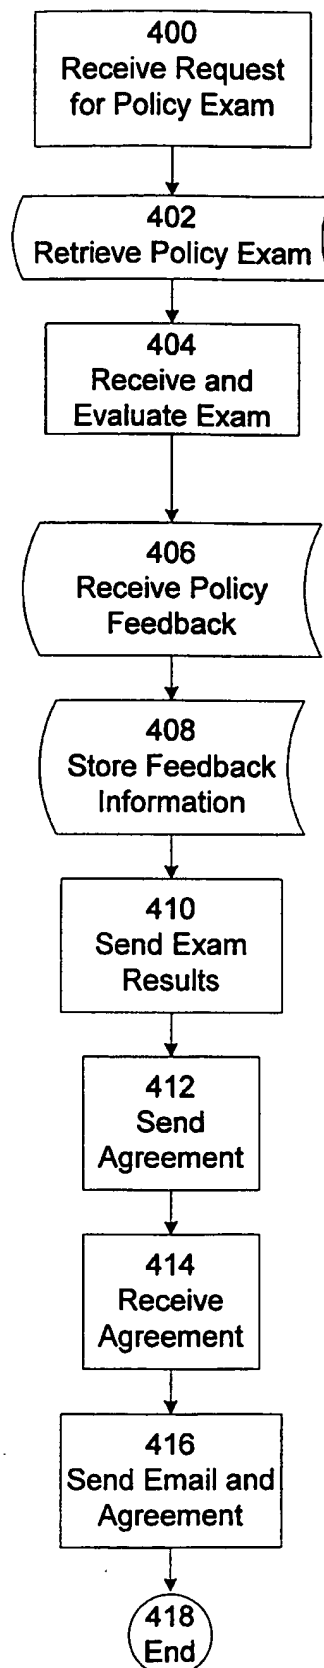 400
Receive Request
for Policy Exam
402
Retrieve Policy Exam
404
Receive and
Evaluate Exam
406
Receive Policy
Feedback
408
Store Feedback
Information
410
Send Exam
Results
412
Send
Agreement
414
Receive
Agreement
416
Send Email and
Agreement
418
End